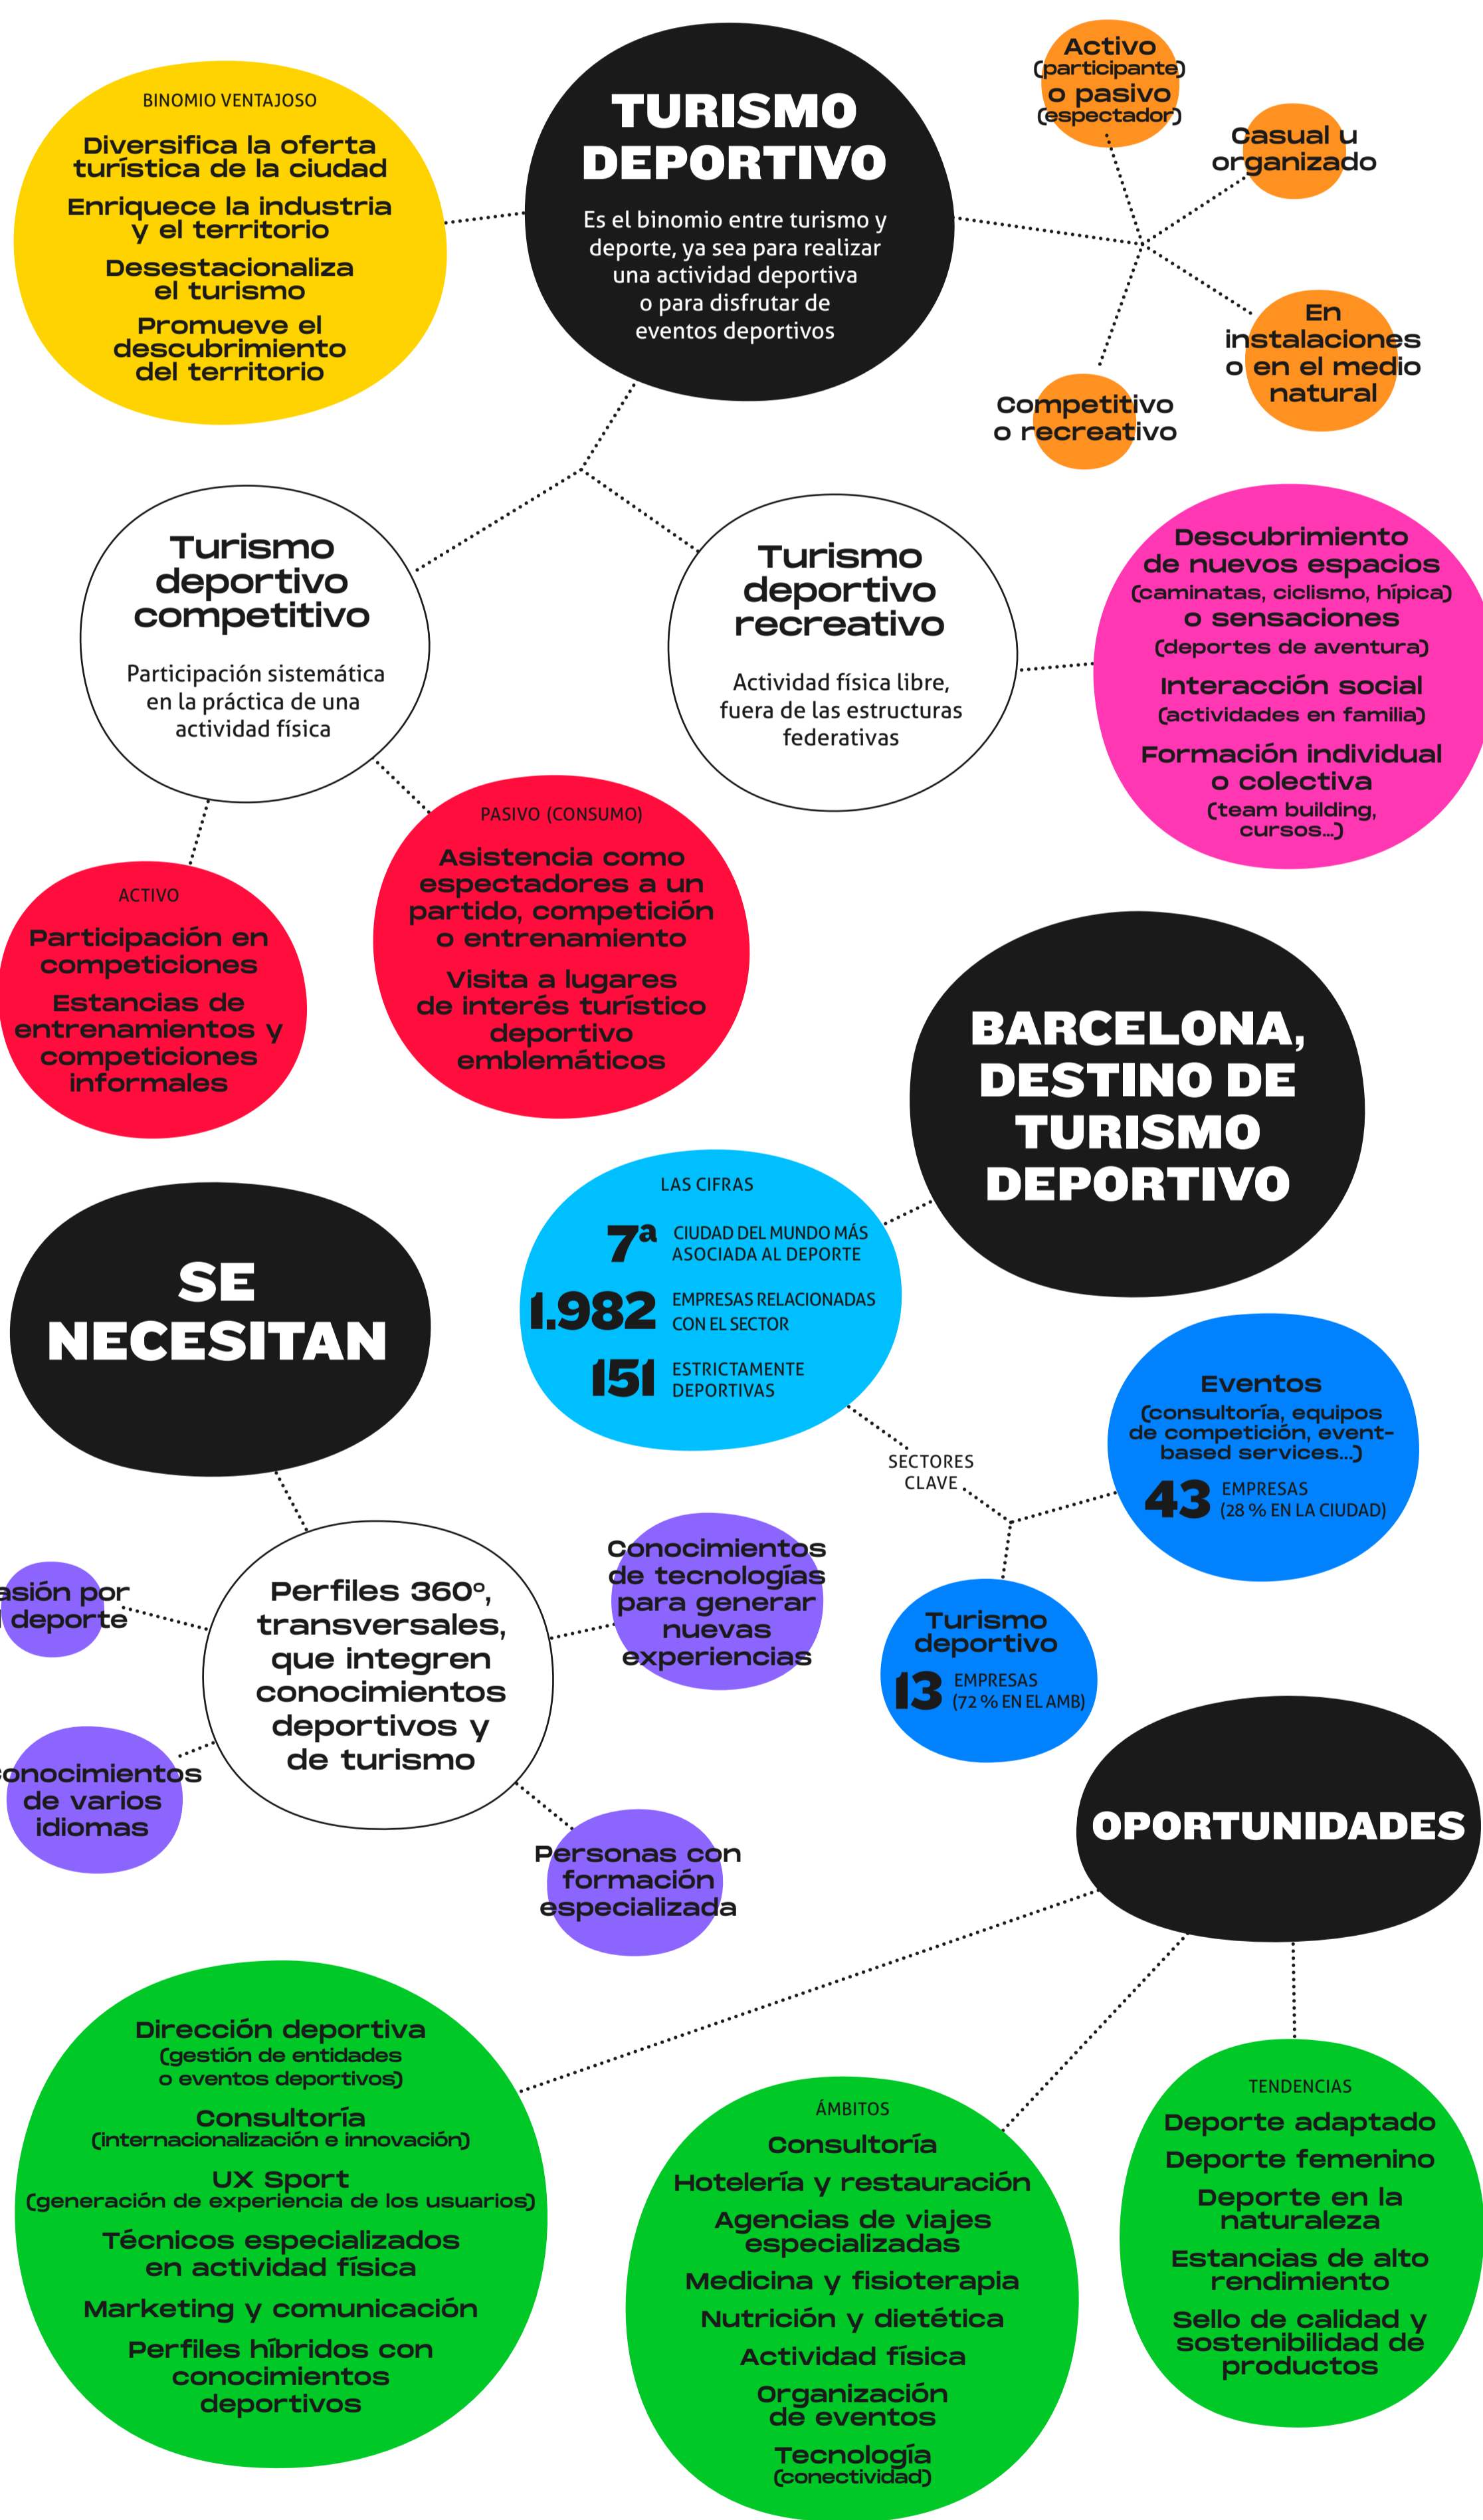 TURISMO
DEPORTIVO
Es el binomio entre turismo y
deporte, ya sea para realizar
una actividad deportiva
o para disfrutar de
eventos deportivos
BINOMIO VENTAJOSO
Diversifica la oferta
turística de la ciudad
Enriquece la industria
y el territorio
Desestacionaliza
el turismo
Promueve el
descubrimiento
del territorio
Activo
(participante)
o pasivo
(espectador)
Casual u
organizado
En
instalaciones
o en el medio
natural
Competitivo
o recreativo
Turismo
deportivo
competitivo
Participación sistemática
en la práctica de una
actividad física
Turismo
deportivo
recreativo
Actividad física libre,
fuera de las estructuras
federativas
Descubrimiento
de nuevos espacios
(caminatas, ciclismo, hípica)
o sensaciones
(deportes de aventura)
Interacción social
(actividades en familia)
Formación individual
o colectiva
(team building,
cursos...)
ACTIVO
Participación en
competiciones
Estancias de
entrenamientos y
competiciones
informales
PASIVO (CONSUMO)
Asistencia como
espectadores a un
partido, competición
o entrenamiento
Visita a lugares
de interés turístico
deportivo
emblemáticos
BARCELONA,
DESTINO DE
TURISMO
DEPORTIVO
LAS CIFRAS
7ª CIUDAD DEL MUNDO MÁS
ASOCIADA AL DEPORTE
1.982 EMPRESAS RELACIONADAS
CON EL SECTOR
151 ESTRICTAMENTE
DEPORTIVAS
SECTORES
CLAVE
Eventos
(consultoría, equipos
de competición, event-
based services...)
43 EMPRESAS
(28 % EN LA CIUDAD)
Turismo
deportivo
13 EMPRESAS
(72 % EN EL AMB)
SE
NECESITAN
Perfiles 360º,
transversales,
que integren
conocimientos
deportivos y
de turismo
asión por
deporte
Conocimientos
de tecnologías
para generar
nuevas
experiencias
onocimientos
de varios
idiomas
Personas con
formación
especializada
OPORTUNIDADES
Dirección deportiva
(gestión de entidades
o eventos deportivos)
Consultoría
(internacionalización e innovación)
UX Sport
(generación de experiencia de los usuarios)
Técnicos especializados
en actividad física
Marketing y comunicación
Perfiles híbridos con
conocimientos
deportivos
ÁMBITOS
Consultoría
Hotelería y restauración
Agencias de viajes
especializadas
Medicina y fisioterapia
Nutrición y dietética
Actividad física
Organización
de eventos
Tecnología
(conectividad)
TENDENCIAS
Deporte adaptado
Deporte femenino
Deporte en la
naturaleza
Estancias de alto
rendimiento
Sello de calidad y
sostenibilidad de
productos